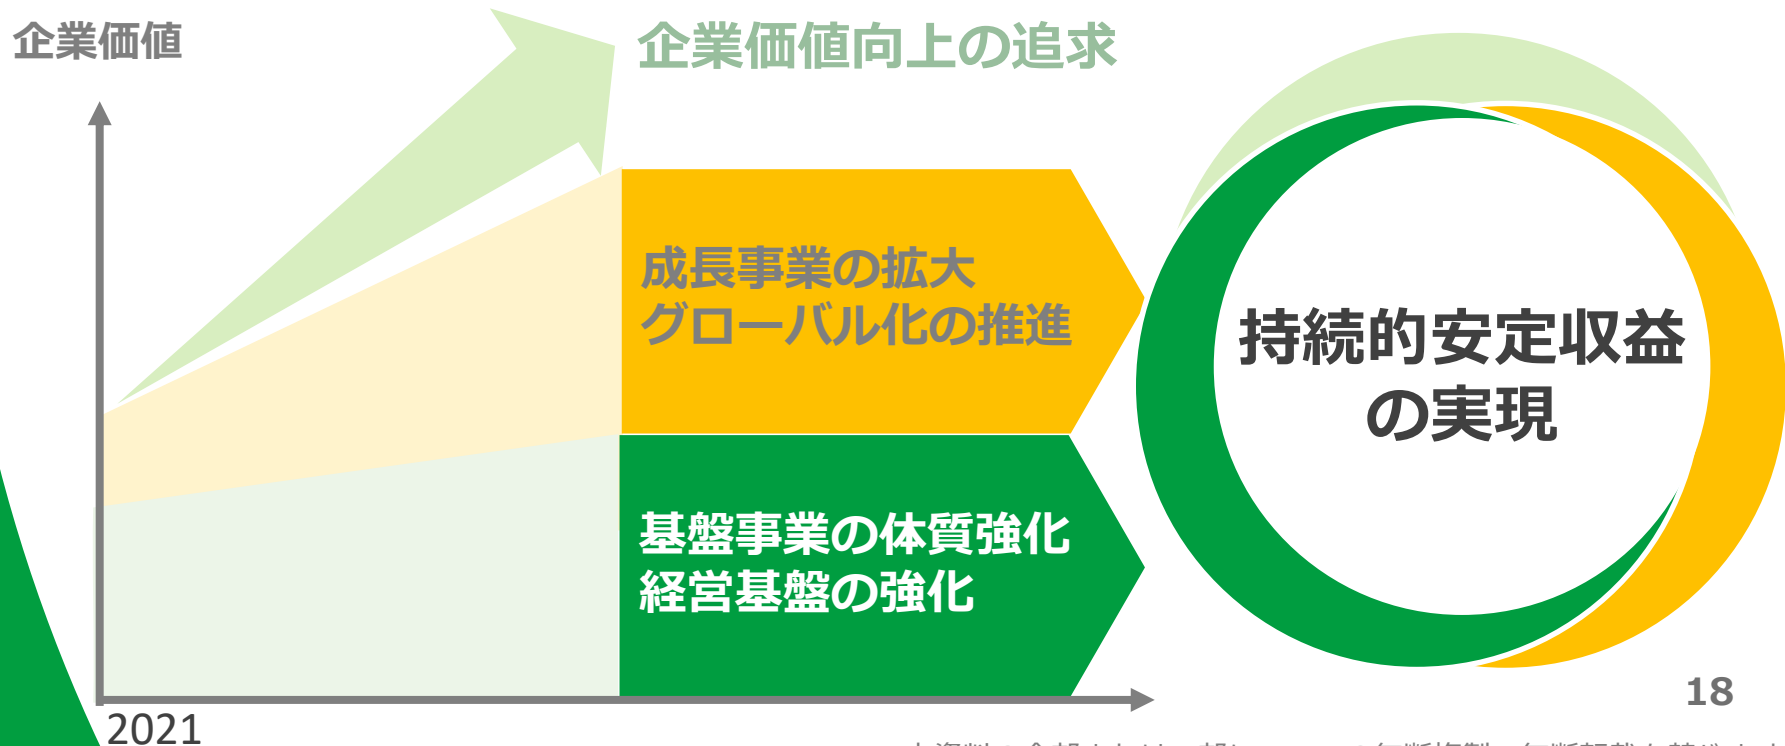 企業価値
企業価値向上の追求
成長事業の拡大
グローバル化の推進
基盤事業の体質強化
経営基盤の強化
持続的安定収益
の実現
18
2021